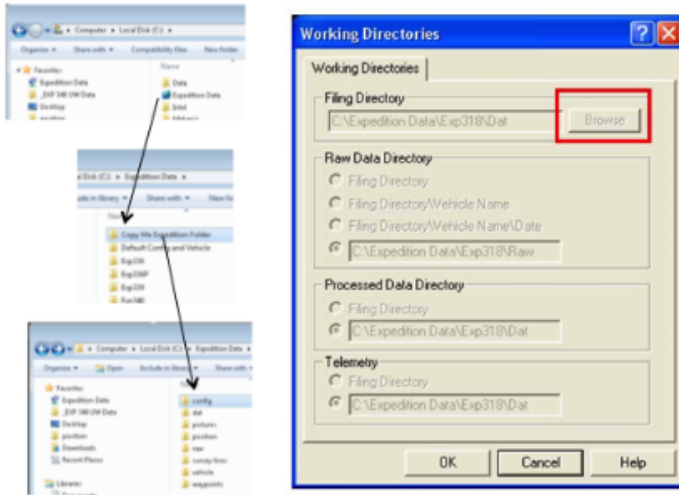 Computer ▸ Local Disk (C:) ▸
Organize ▾ Share with ▾ Compatibility files New folder
Favorites
Expedition Data
_EXP 340 UW Data
Desktop
position
Name
Data
Expedition Data
Intel
Disk (C:) ▸ Expedition Data ▸
Include in library ▾ Share with ▾
Copy Me Expedition Folder
Default Config and Vehicle
Exp336
Exp336P
Exp339
Computer ▸ Local Disk (C:) ▸ Expedition Data ▸
Organize ▾ Open Include in library ▾ Share with ▾
Favorites
Expedition Data
_EXP 340 UW Data
Desktop
position
Downloads
Recent Places
Libraries
Documents
config
dat
pictures
position
raw
survey lines
vehicle
waypoints
Working Directories
Working Directories
Filing Directory
C:\Expedition Data\Exp318\Dat
Browse
Raw Data Directory
Filing Directory
Filing Directory\Vehicle Name
Filing Directory\Vehicle Name\Date
C:\Expedition Data\Exp318\Raw
Processed Data Directory
Filing Directory
C:\Expedition Data\Exp318\Dat
Telemetry
Filing Directory
C:\Expedition Data\Exp318\Dat
OK Cancel Help